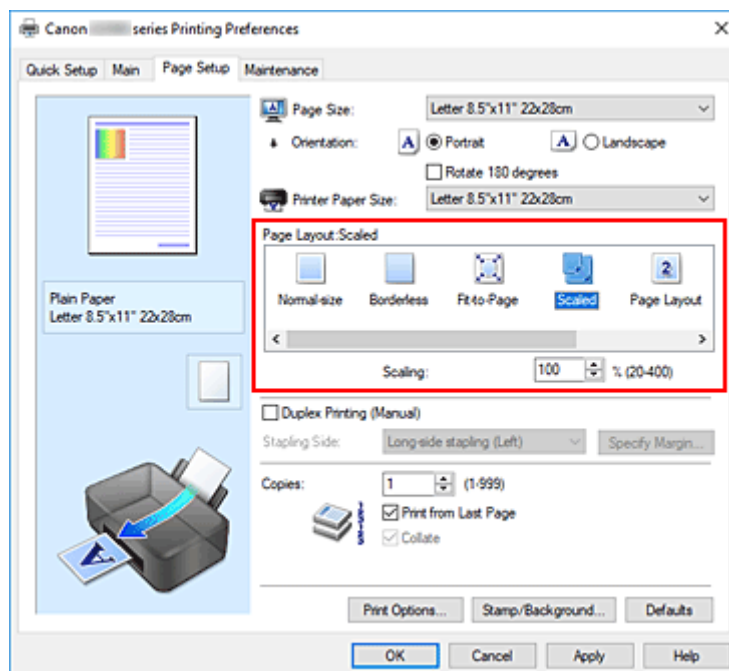 Canon series Printing Preferences
Quick Setup Main Page Setup Maintenance
Page Size: Letter 8.5"x11" 22x28cm
Orientation: A Portrait A Landscape
Rotate 180 degrees
Printer Paper Size: Letter 8.5"x11" 22x28cm
Page Layout:Scaled
2
Normal-size Borderless Fit-to-Page Scaled Page Layout
Scaling: 100 % (20-400)
Plain Paper
Letter 8.5"x11" 22x28cm
Duplex Printing (Manual)
Stapling Side: Long-side stapling (Left) Specify Margin...
Copies: 1 (1-999)
Print from Last Page
Collate
A
Print Options... Stamp/Background... Defaults
OK Cancel Apply Help